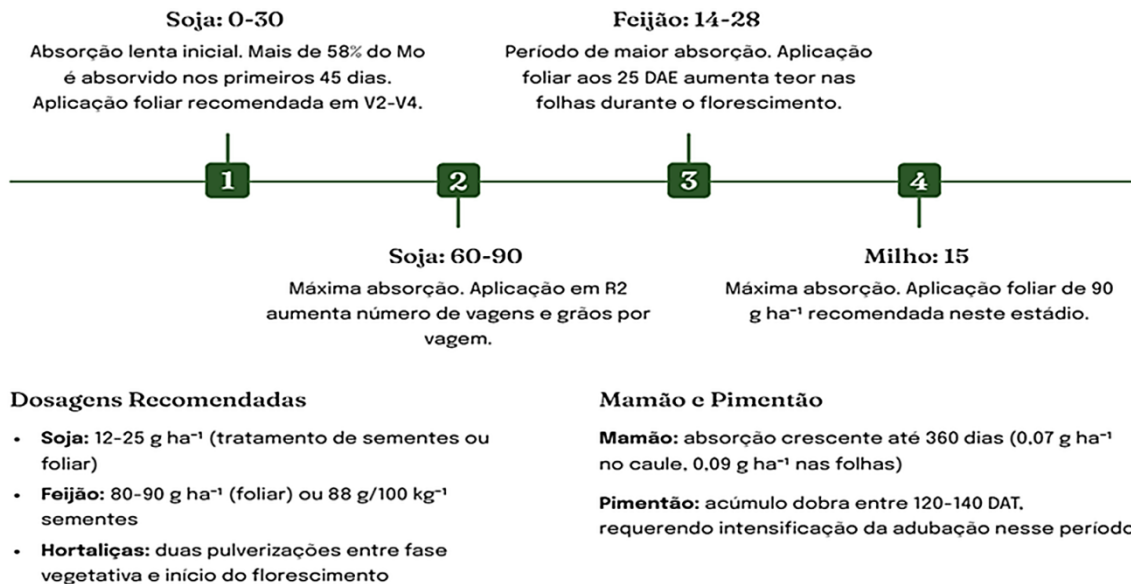 Soja: 0-30
Absorção lenta inicial. Mais de 58% do Mo
é absorvido nos primeiros 45 dias.
Aplicação foliar recomendada em V2-V4.
Feijão: 14-28
Período de maior absorção. Aplicação
foliar aos 25 DAE aumenta teor nas
folhas durante o florescimento.
1
2
3
4
Soja: 60-90
Máxima absorção. Aplicação em R2
aumenta número de vagens e grãos por
vagem.
Milho: 15
Máxima absorção. Aplicação foliar de 90
g ha⁻¹ recomendada neste estádio.
Dosagens Recomendadas
• Soja: 12-25 g ha⁻¹ (tratamento de sementes ou
foliar)
• Feijão: 80-90 g ha⁻¹ (foliar) ou 88 g/100 kg⁻¹
sementes
• Hortaliças: duas pulverizações entre fase
vegetativa e início do florescimento
Mamão e Pimentão
Mamão: absorção crescente até 360 dias (0,07 g ha⁻¹
no caule, 0,09 g ha⁻¹ nas folhas)
Pimentão: acúmulo dobra entre 120-140 DAT,
requerendo intensificação da adubação nesse período